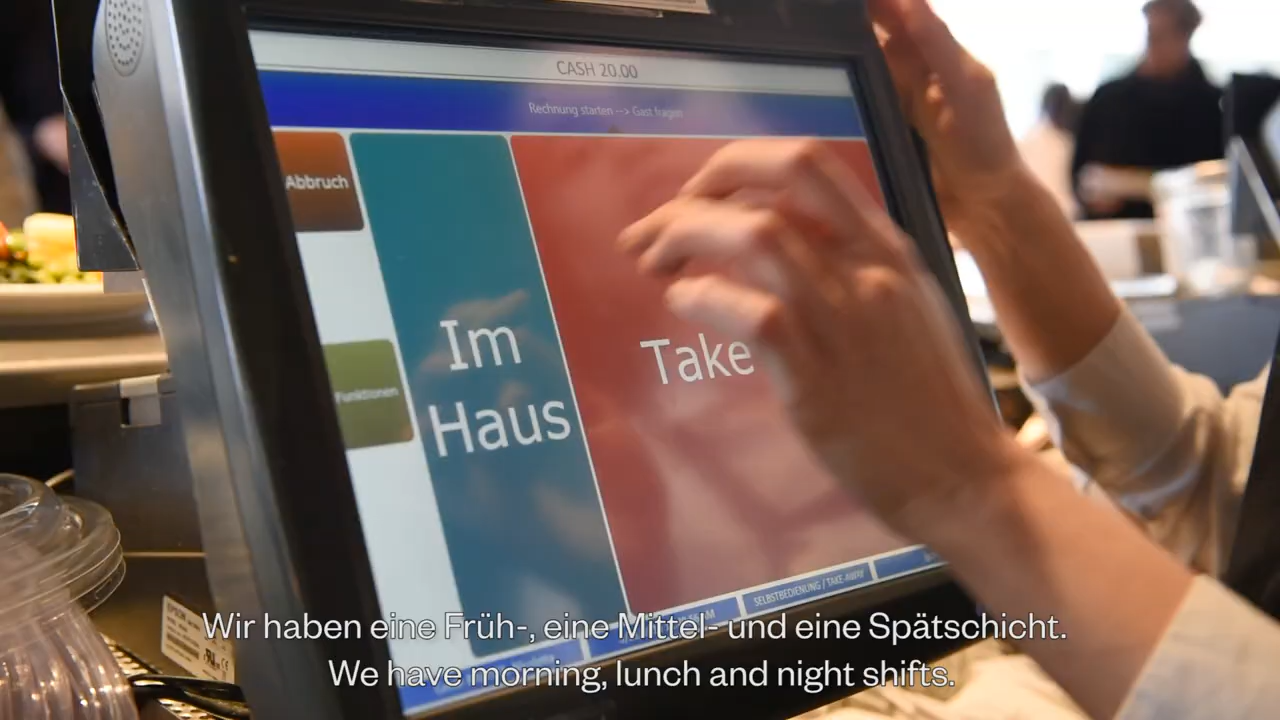 CASH 20.00
Rechnung starten --> Gast fragen
Abbruch
Im
Haus
Take
Funktionen
SELBSTBEDIENUNG / TAKE-AWAY
EPSON
Wir haben eine Früh-, eine Mittel- und eine Spätschicht.
We have morning, lunch and night shifts.